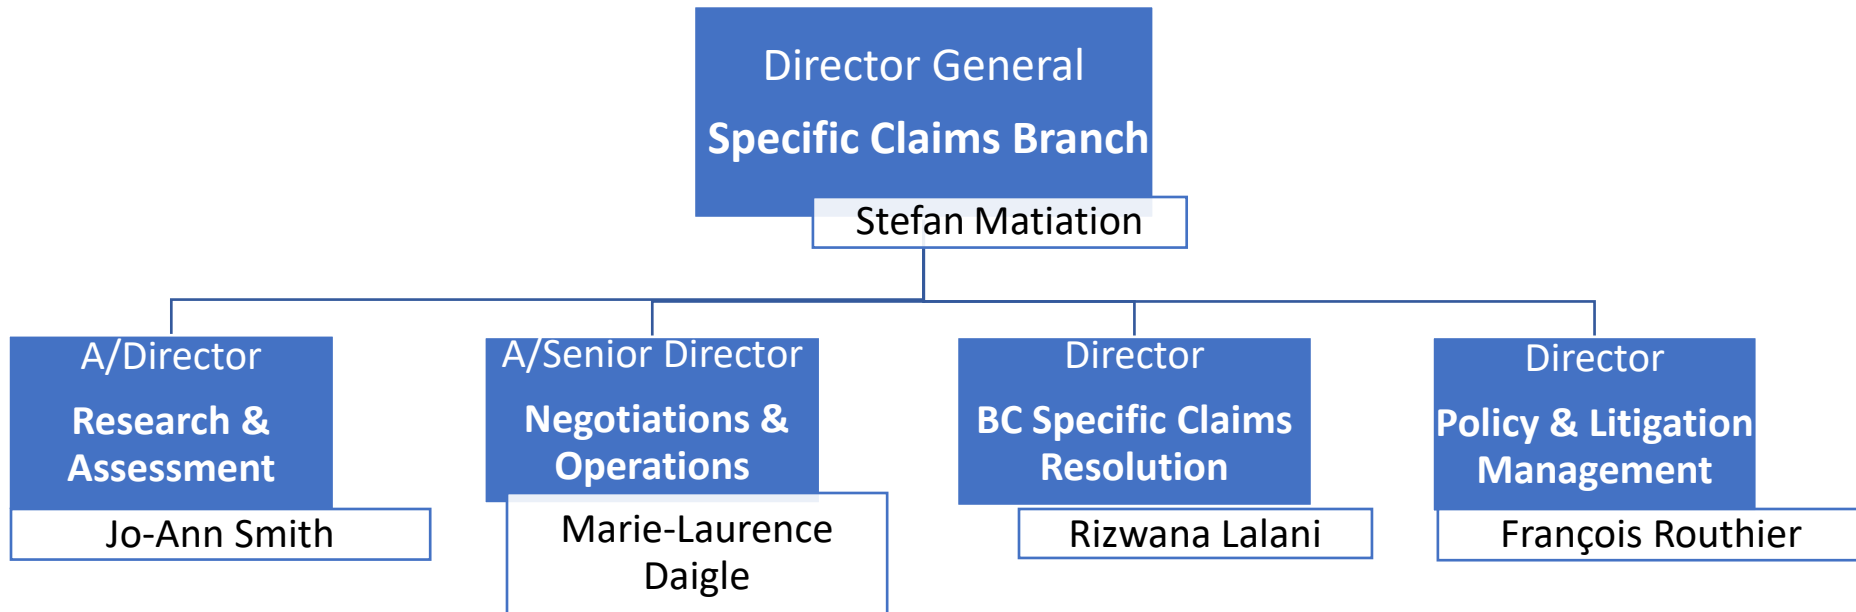 Director General
Specific Claims Branch
Stefan Matiation
A/Director
Research &
Assessment
Jo-Ann Smith
A/Senior Director
Negotiations &
Operations
Marie-Laurence
Daigle
Director
BC Specific Claims
Resolution
Rizwana Lalani
Director
Policy & Litigation
Management
François Routhier